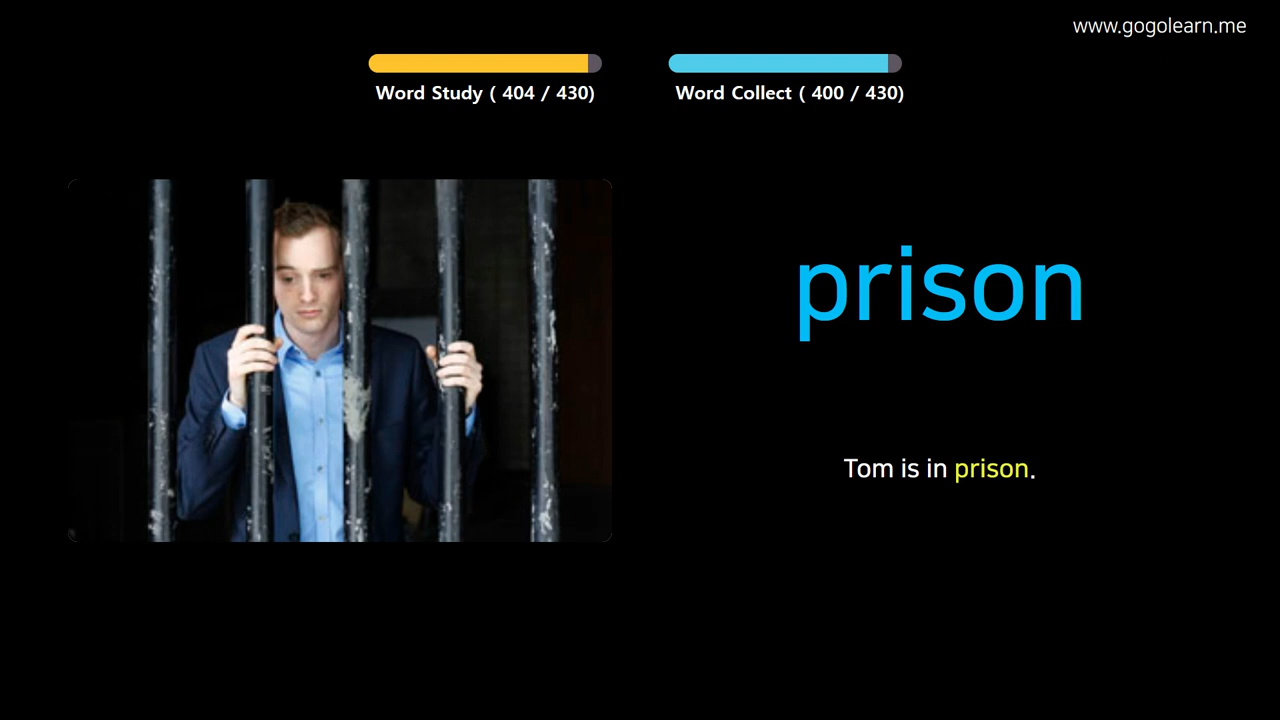 www.gogolearn.me
Word Study ( 404 / 430)
Word Collect ( 400 / 430)
prison
Tom is in prison.